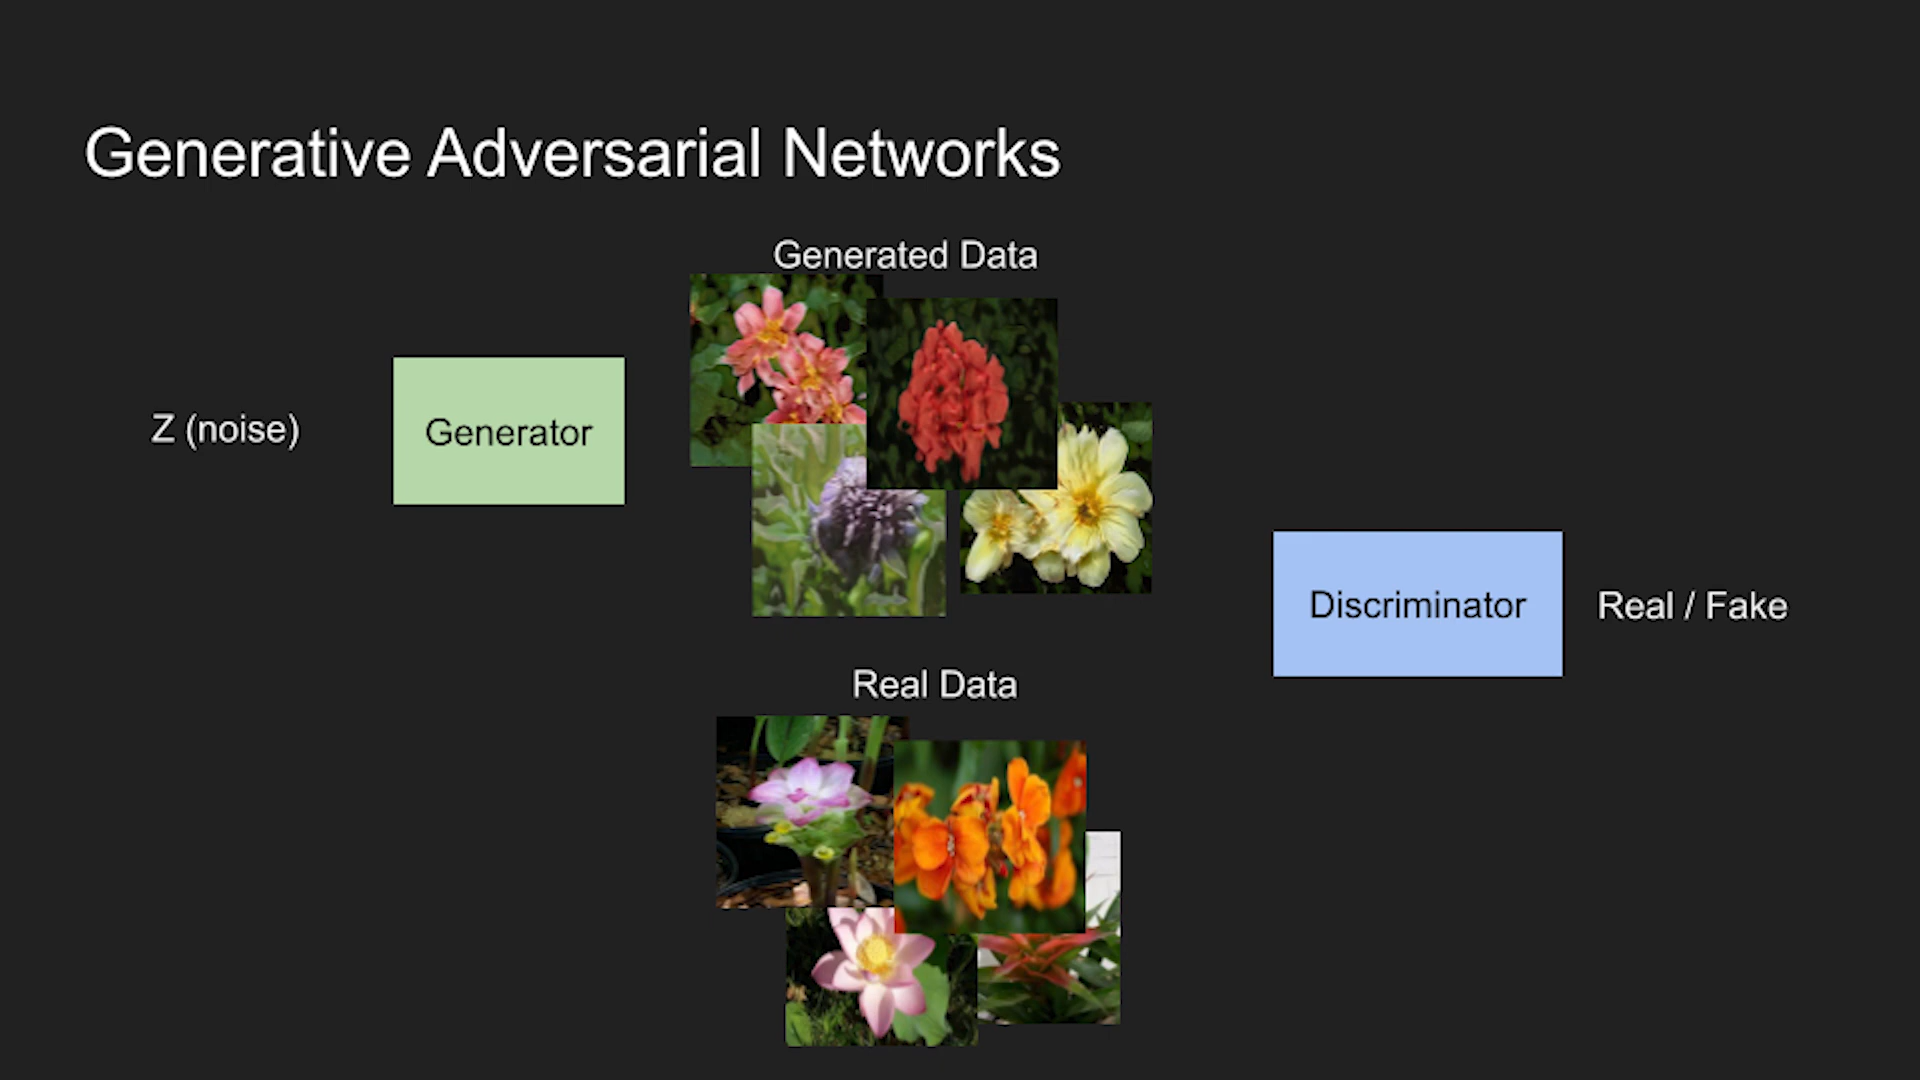 Generative Adversarial Networks
Generated Data
Z (noise)
Generator
Discriminator
Real / Fake
Real Data